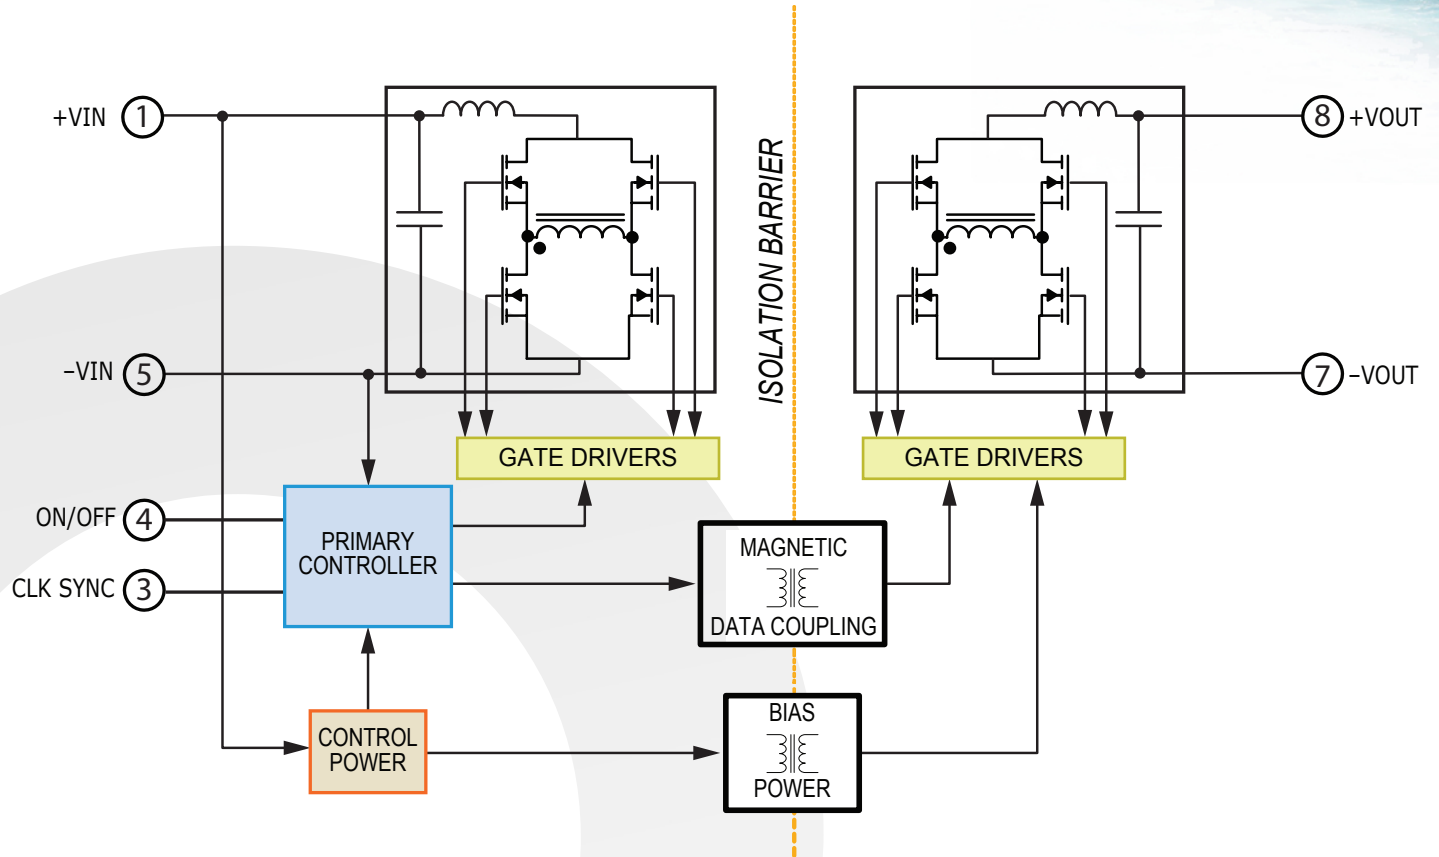 +VIN 1
8 +VOUT
ISOLATION BARRIER
–VIN 5
7 –VOUT
GATE DRIVERS
GATE DRIVERS
ON/OFF 4
CLK SYNC 3
PRIMARY
CONTROLLER
MAGNETIC
DATA COUPLING
CONTROL
POWER
BIAS
POWER